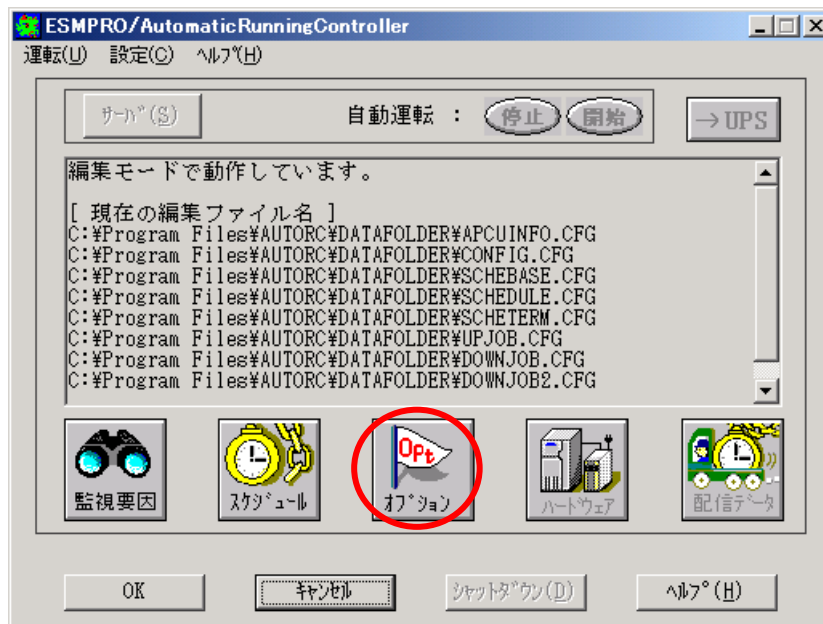 ESMPRO/AutomaticRunningController
運転(U) 設定(C) ﾍﾙﾌﾟ(H)
ｻｰﾊﾞ(S) 自動運転 : 停止 開始 →UPS
編集モードで動作しています。
[ 現在の編集ファイル名 ]
C:¥Program Files¥AUTORC¥DATAFOLDER¥APCUINFO.CFG
C:¥Program Files¥AUTORC¥DATAFOLDER¥CONFIG.CFG
C:¥Program Files¥AUTORC¥DATAFOLDER¥SCHEBASE.CFG
C:¥Program Files¥AUTORC¥DATAFOLDER¥SCHEDULE.CFG
C:¥Program Files¥AUTORC¥DATAFOLDER¥SCHETERM.CFG
C:¥Program Files¥AUTORC¥DATAFOLDER¥UPJOB.CFG
C:¥Program Files¥AUTORC¥DATAFOLDER¥DOWNJOB.CFG
C:¥Program Files¥AUTORC¥DATAFOLDER¥DOWNJOB2.CFG
OPt
監視要因 ｽｹｼﾞｭｰﾙ ｵﾌﾟｼｮﾝ ﾊｰﾄﾞｳｪｱ 配信ﾃﾞｰﾀ
OK ｷｬﾝｾﾙ ｼｬｯﾄﾀﾞｳﾝ(D) ﾍﾙﾌﾟ(H)